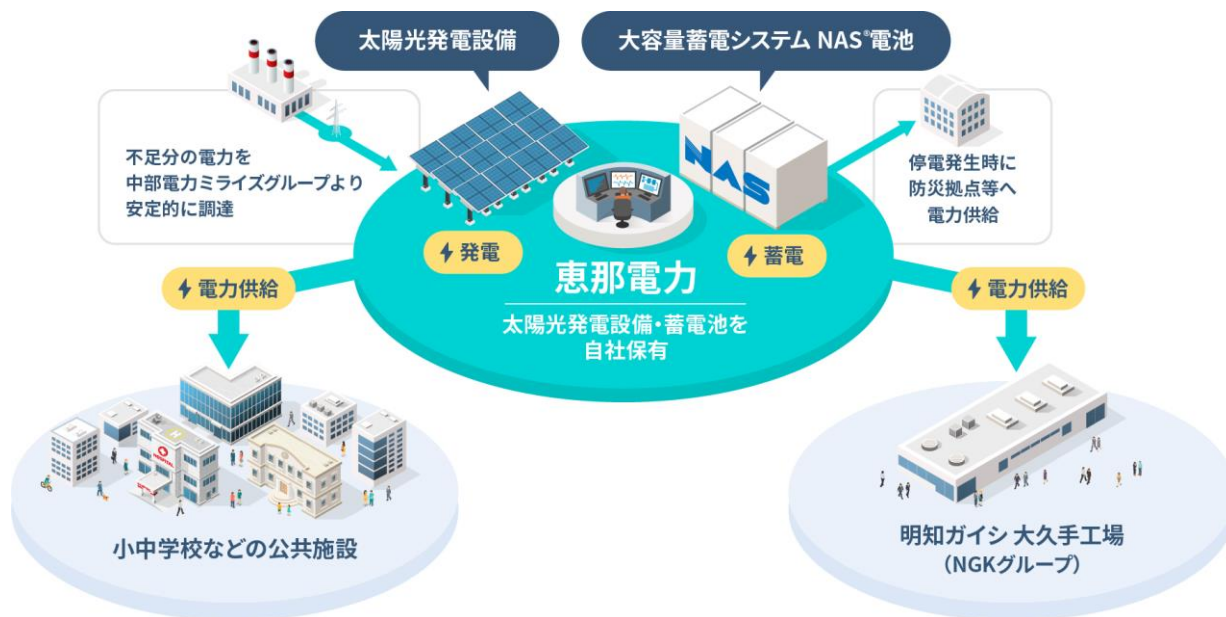 太陽光発電設備
大容量蓄電システム NAS®電池
不足分の電力を
中部電力ミライズグループより
安定的に調達
NAS
停電発生時に
防災拠点等へ
電力供給
発電
蓄電
恵那電力
太陽光発電設備・蓄電池を
自社保有
電力供給
電力供給
H
HOSPITAL
小中学校などの公共施設
明知ガイシ 大久手工場
（NGKグループ）